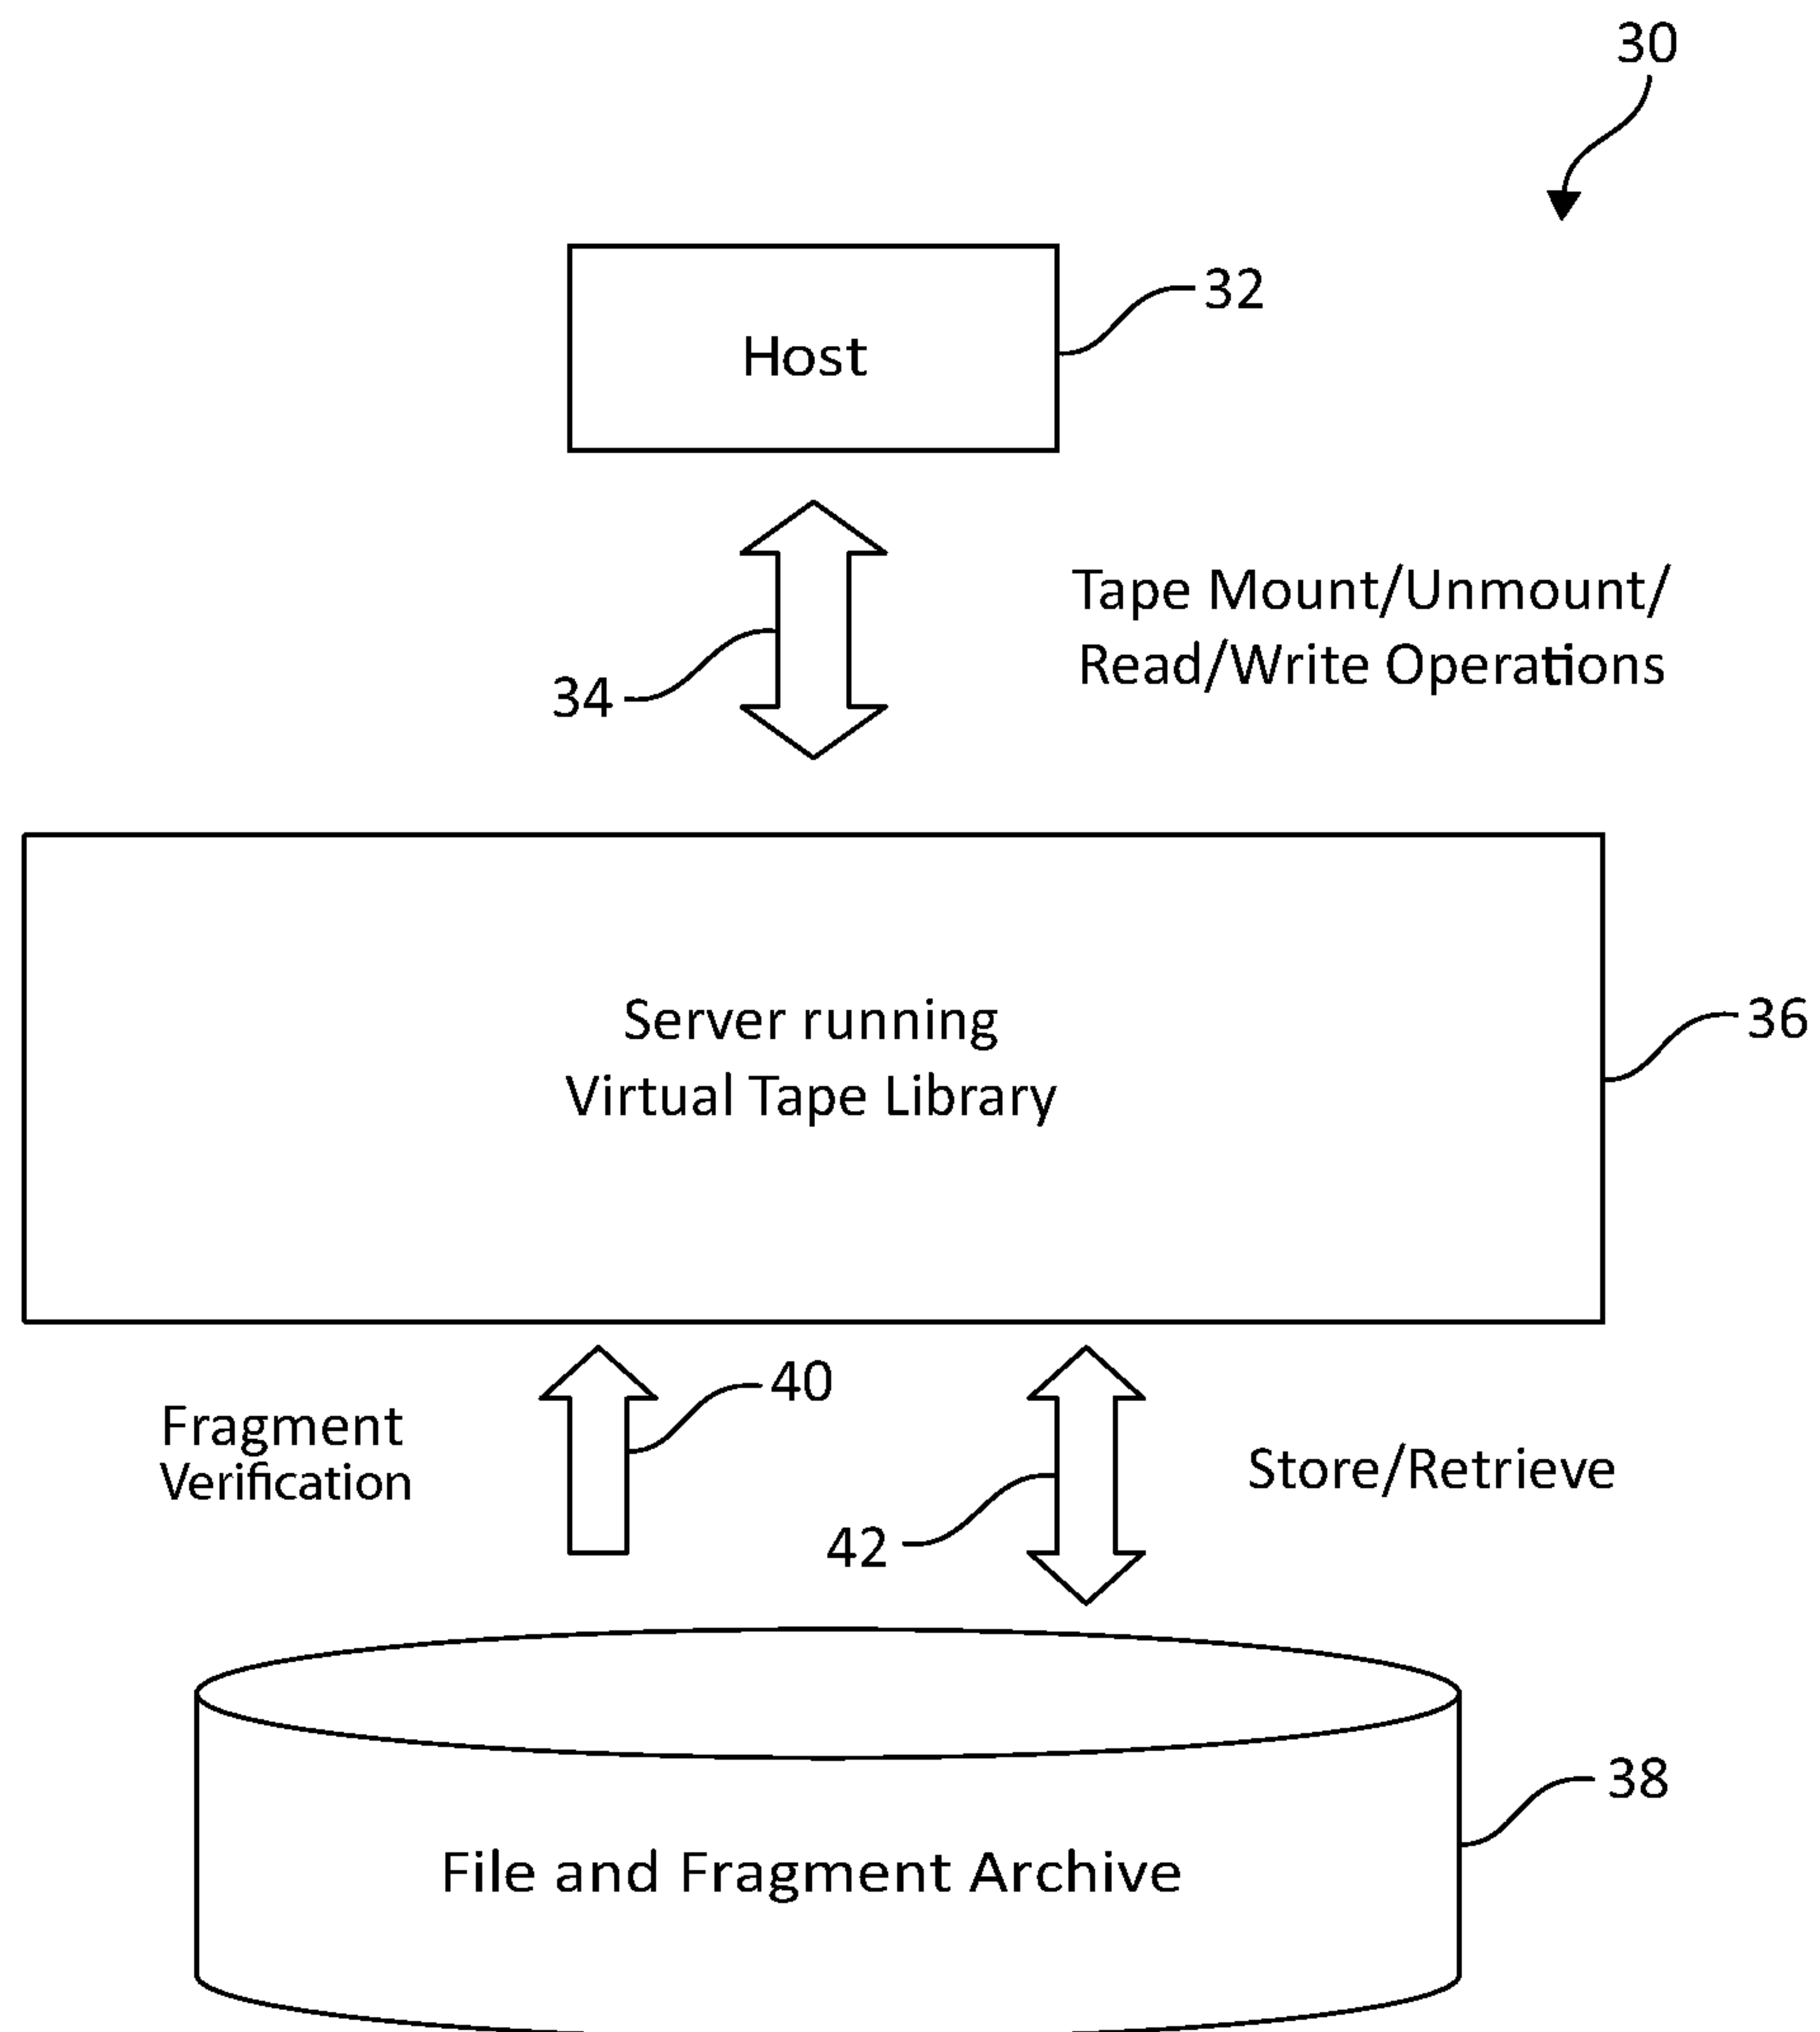 30
Host
32
Tape Mount/Unmount/
Read/Write Operations
34
Server running
Virtual Tape Library
36
Fragment
Verification
40
42
Store/Retrieve
38
File and Fragment Archive